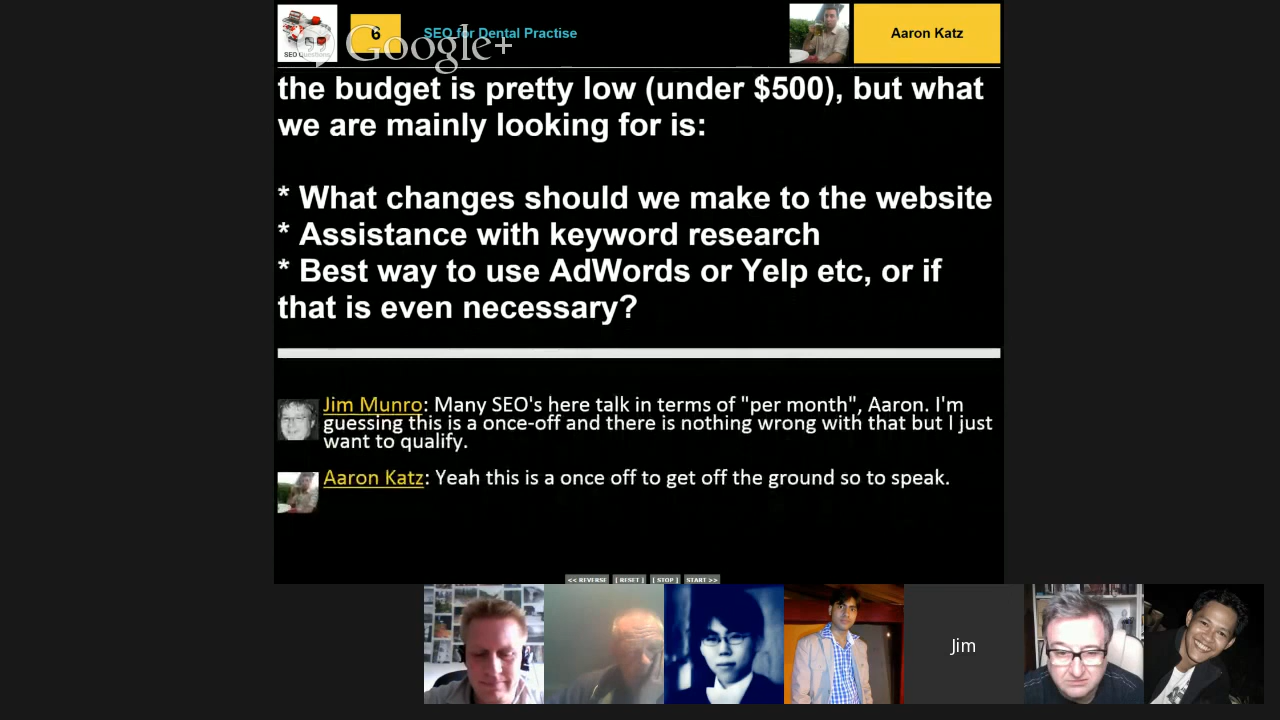 SEO Questions
6
SEO for Dental Practise
Google+
Aaron Katz
the budget is pretty low (under $500), but what
we are mainly looking for is:
* What changes should we make to the website
* Assistance with keyword research
* Best way to use AdWords or Yelp etc, or if
that is even necessary?
Jim Munro: Many SEO's here talk in terms of "per month", Aaron. I'm
guessing this is a once-off and there is nothing wrong with that but I just
want to qualify.
Aaron Katz: Yeah this is a once off to get off the ground so to speak.
<< REVERSE [ RESET ] [ STOP ] START >>
Jim